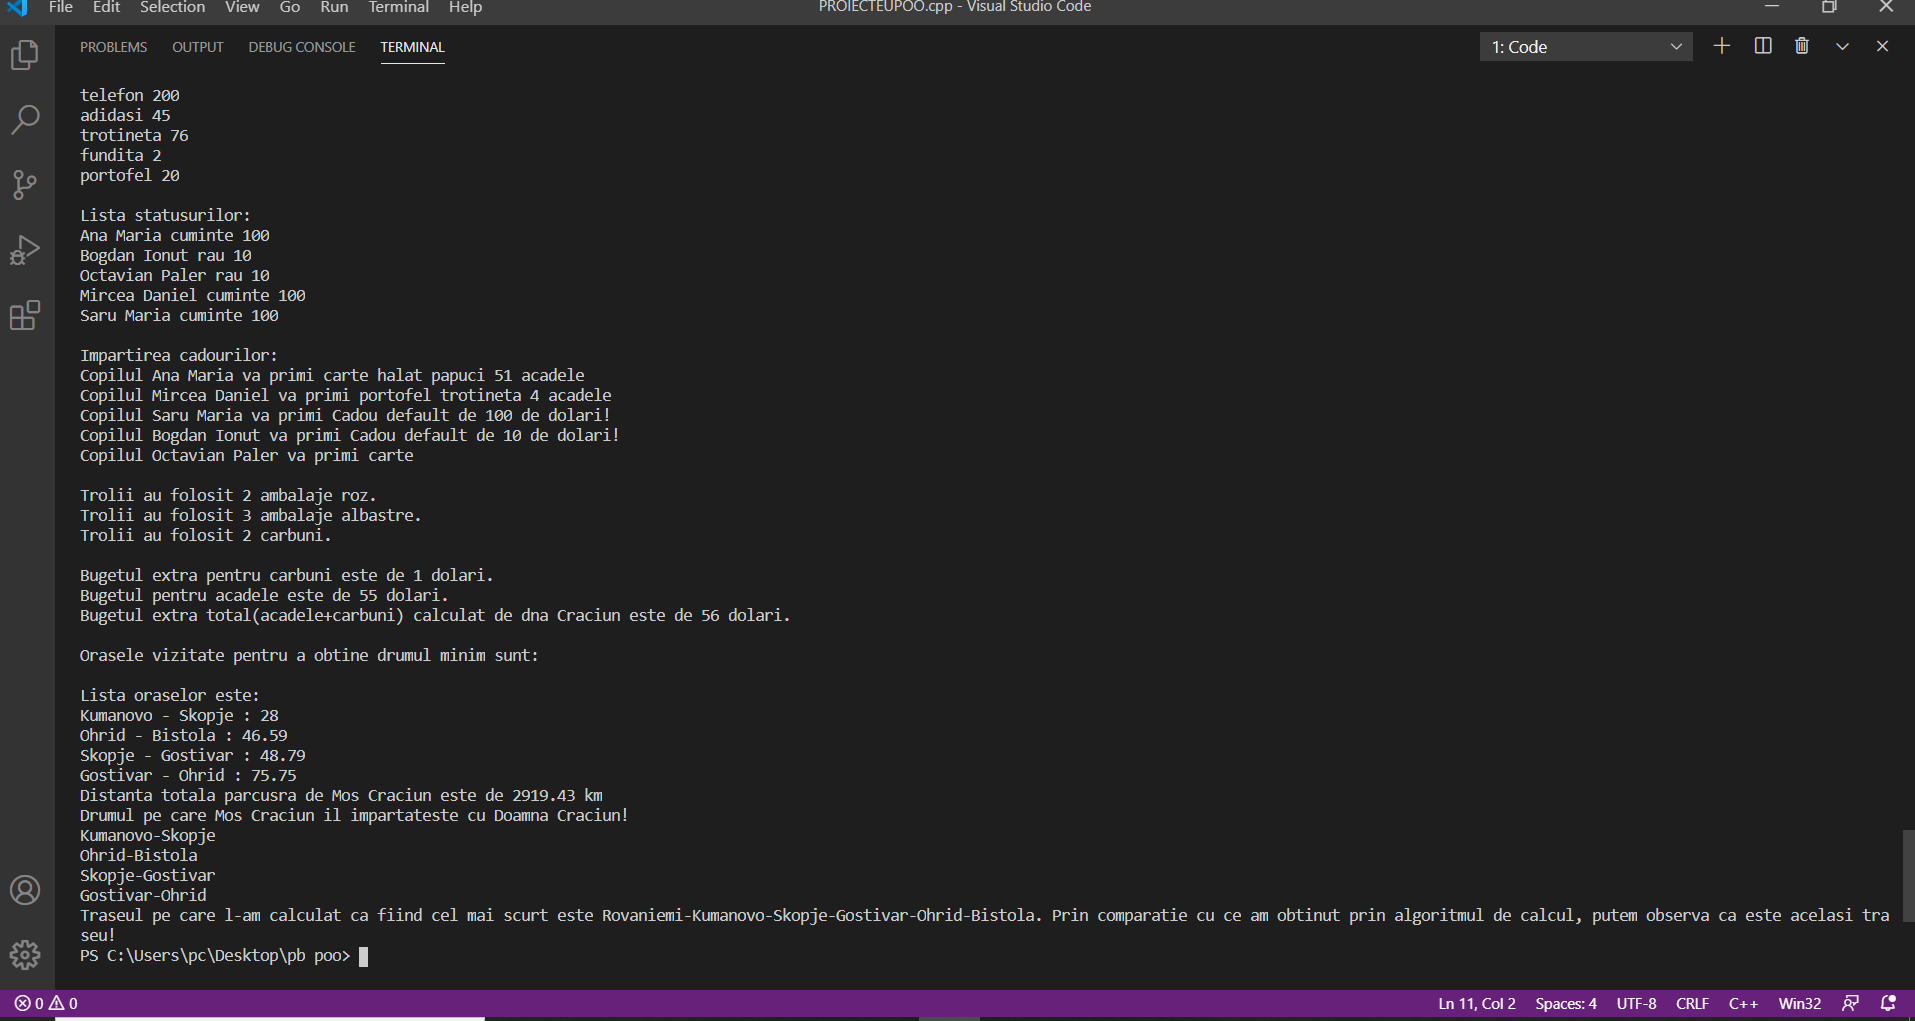 File Edit Selection View Go Run Terminal Help PROIECTEUPOO.cpp - Visual Studio Code
PROBLEMS OUTPUT DEBUG CONSOLE TERMINAL 1: Code
telefon 200
adidasi 45
trotineta 76
fundita 2
portofel 20
Lista statusurilor:
Ana Maria cuminte 100
Bogdan Ionut rau 10
Octavian Paler rau 10
Mircea Daniel cuminte 100
Saru Maria cuminte 100
Impartirea cadourilor:
Copilul Ana Maria va primi carte halat papuci 51 acadele
Copilul Mircea Daniel va primi portofel trotineta 4 acadele
Copilul Saru Maria va primi Cadou default de 100 de dolari!
Copilul Bogdan Ionut va primi Cadou default de 10 de dolari!
Copilul Octavian Paler va primi carte
Trolii au folosit 2 ambalaje roz.
Trolii au folosit 3 ambalaje albastre.
Trolii au folosit 2 carbuni.
Bugetul extra pentru carbuni este de 1 dolari.
Bugetul pentru acadele este de 55 dolari.
Bugetul extra total(acadele+carbuni) calculat de dna Craciun este de 56 dolari.
Orasele vizitate pentru a obtine drumul minim sunt:
Lista oraselor este:
Kumanovo - Skopje : 28
Ohrid - Bistola : 46.59
Skopje - Gostivar : 48.79
Gostivar - Ohrid : 75.75
Distanta totala parcusra de Mos Craciun este de 2919.43 km
Drumul pe care Mos Craciun il impartateste cu Doamna Craciun!
Kumanovo-Skopje
Ohrid-Bistola
Skopje-Gostivar
Gostivar-Ohrid
Traseul pe care l-am calculat ca fiind cel mai scurt este Rovaniemi-Kumanovo-Skopje-Gostivar-Ohrid-Bistola. Prin comparatie cu ce am obtinut prin algoritmul de calcul, putem observa ca este acelasi tra
seu!
PS C:\Users\pc\Desktop\pb poo>
0 0 Ln 11, Col 2 Spaces: 4 UTF-8 CRLF C++ Win32